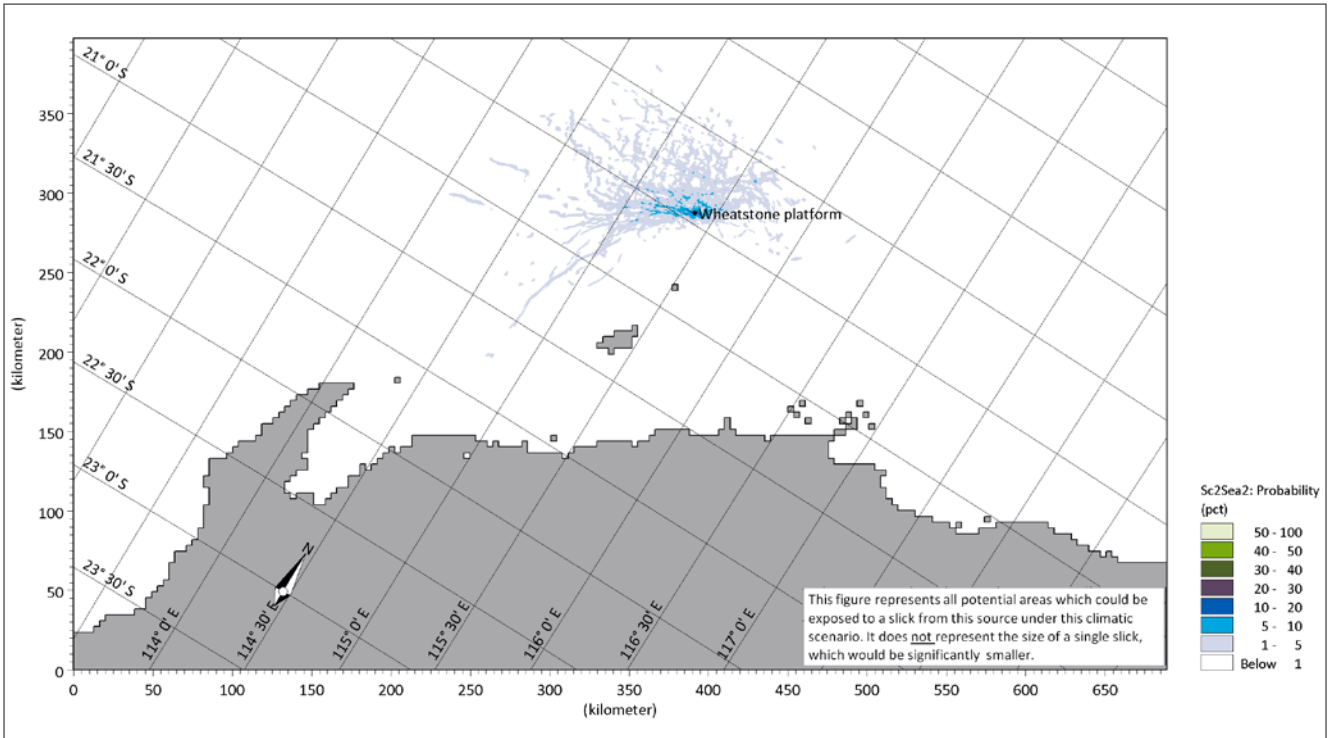 21° 0' S
21° 30' S
22° 0' S
22° 30' S
23° 0' S
23° 30' S
350
300
250
200
150
100
50
0
(kilometer)
Wheatstone platform
N
114° 0' E
114° 30' E
115° 0' E
115° 30' E
116° 0' E
116° 30' E
117° 0' E
This figure represents all potential areas which could be
exposed to a slick from this source under this climatic
scenario. It does not represent the size of a single slick,
which would be significantly smaller.
0 50 100 150 200 250 300 350 400 450 500 550 600 650
(kilometer)
Sc2Sea2: Probability
(pct)
50 - 100
40 - 50
30 - 40
20 - 30
10 - 20
5 - 10
1 - 5
Below 1